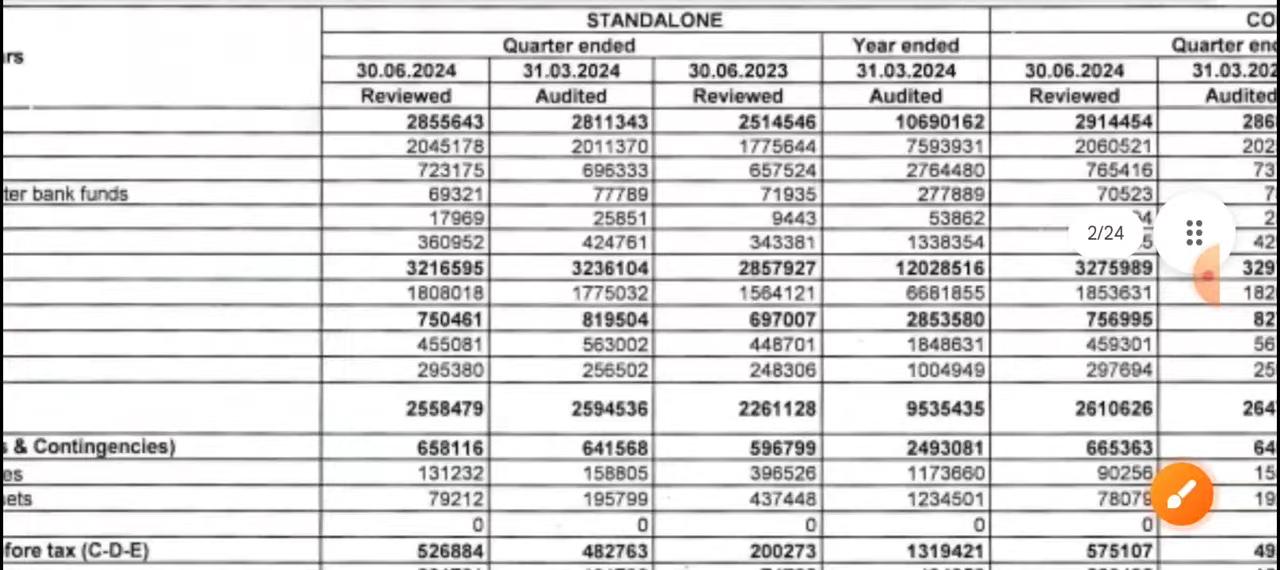 STANDALONE CO
rs Quarter ended Year ended Quarter en
30.06.2024 31.03.2024 30.06.2023 31.03.2024 30.06.2024 31.03.202
Reviewed Audited Reviewed Audited Reviewed Audited
2855643 2811343 2514546 10690162 2914454 286
2045178 2011370 1775644 7593931 2060521 202
723175 696333 657524 2764480 765416 73
ter bank funds 69321 77789 71935 277889 70523 7
17969 25851 9443 53862 4 2
360952 424761 343381 1338354 5 42
2/24
3216595 3236104 2857927 12028516 3275989 329
1808018 1775032 1564121 6681855 1853631 182
750461 819504 697007 2853580 756995 82
455081 563002 448701 1848631 459301 56
295380 256502 248306 1004949 297694 25
2558479 2594536 2261128 9535435 2610626 264
s & Contingencies) 658116 641568 596799 2493081 665363 64
es 131232 158805 396526 1173660 90256 15
ets 79212 195799 437448 1234501 78079 19
0 0 0 0 0
fore tax (C-D-E) 526884 482763 200273 1319421 575107 49